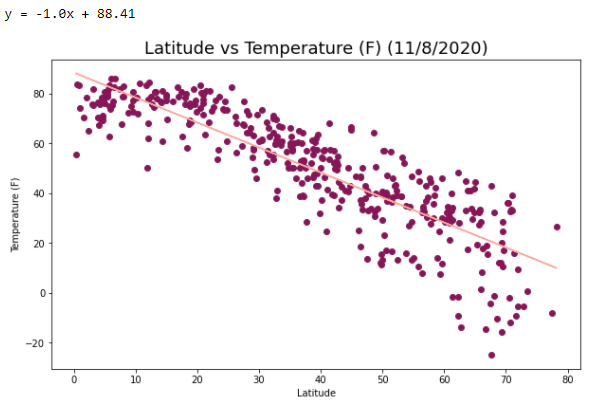 y = -1.0x + 88.41
Latitude vs Temperature (F) (11/8/2020)
Temperature (F)
80
60
40
20
0
−20
0 10 20 30 40 50 60 70 80
Latitude